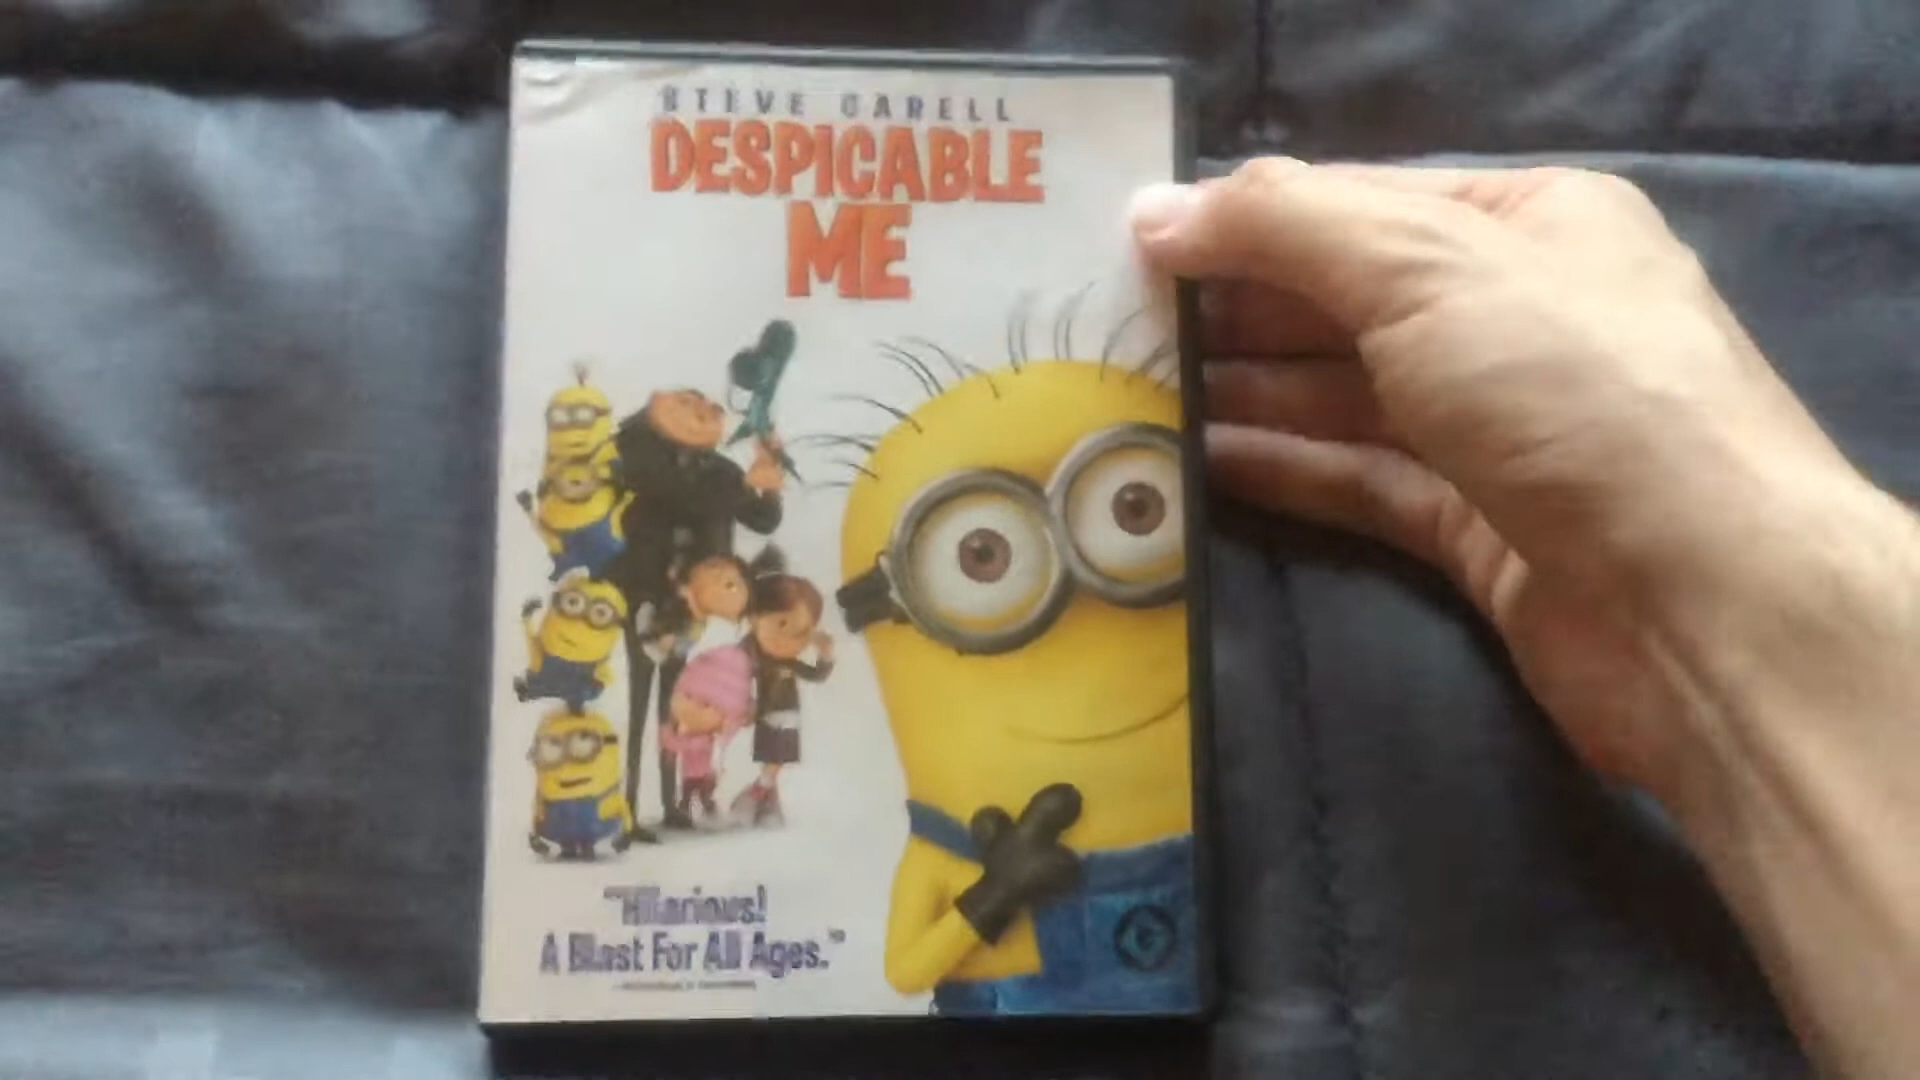 STEVE CARELL
DESPICABLE
ME
"Hilarious!
A Blast For All Ages."